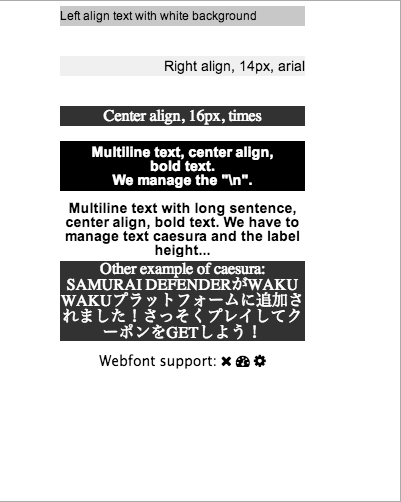 Left align text with white background
Right align, 14px, arial
Center align, 16px, times
Multiline text, center align,
bold text.
We manage the "\n".
Multiline text with long sentence,
center align, bold text. We have to
manage text caesura and the label
height...
Other example of caesura:
SAMURAI DEFENDERがWAKU
WAKUプラットフォームに追加さ
れました！さっそくプレイしてク
ーポンをGETしよう！
Webfont support: